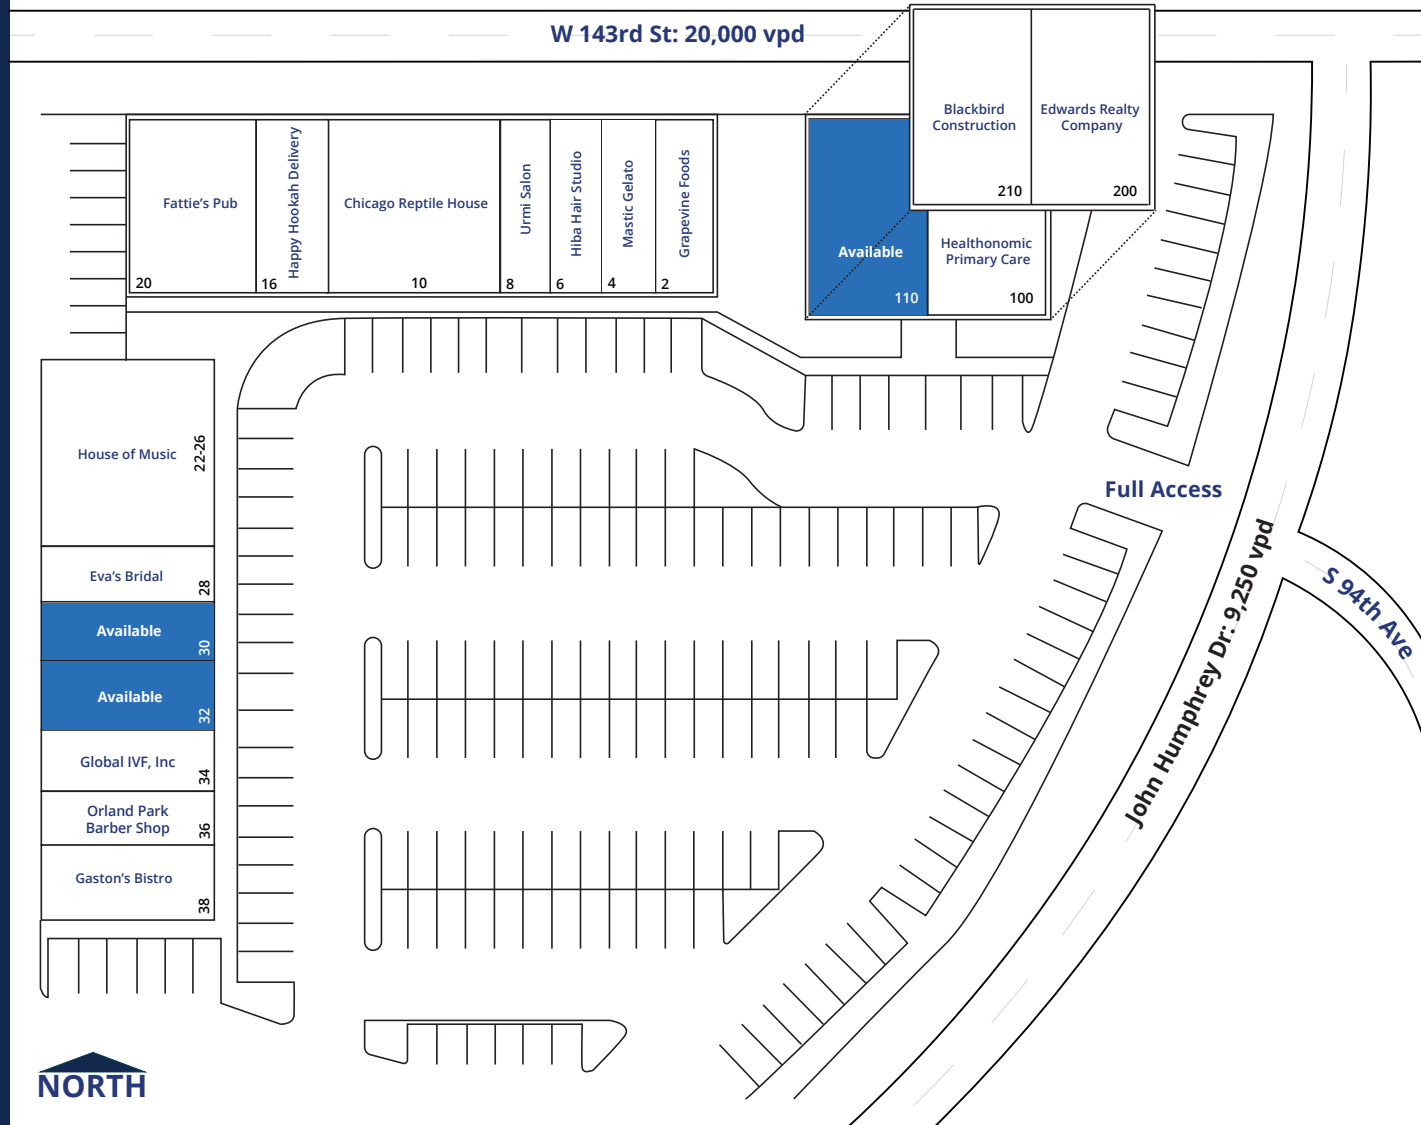 W 143rd St: 20,000 vpd
Blackbird
Construction
210
Edwards Realty
Company
200
Fattie’s Pub
20
Happy Hookah Delivery
16
Chicago Reptile House
10
Urmi Salon
8
Hiba Hair Studio
6
Mastic Gelato
4
Grapevine Foods
2
Available
110
Healthonomic
Primary Care
100
House of Music
22-26
Eva’s Bridal
28
Available
30
Available
32
Global IVF, Inc
34
Orland Park
Barber Shop
36
Gaston’s Bistro
38
Full Access
John Humphrey Dr: 9,250 vpd
S 94th Ave
NORTH